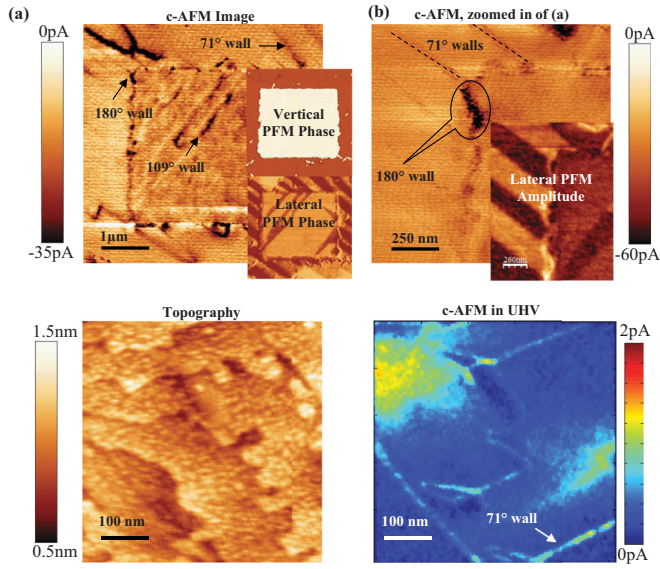 (a)
c-AFM Image
0pA
-35pA
71° wall
180° wall
109° wall
1µm
Vertical
PFM Phase
Lateral
PFM Phase
(b)
c-AFM, zoomed in of (a)
71° walls
180° wall
250 nm
Lateral PFM
Amplitude
260nm
0pA
-60pA
Topography
1.5nm
0.5nm
100 nm
c-AFM in UHV
2pA
0pA
71° wall
100 nm